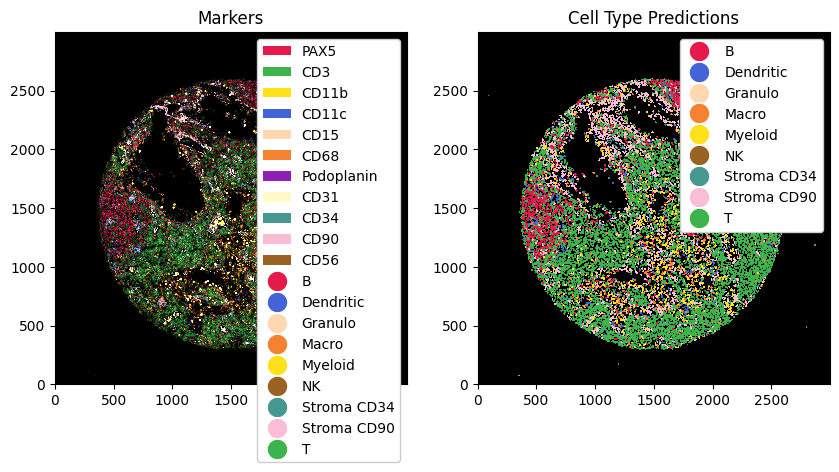 Markers
PAX5
CD3
CD11b
CD11c
CD15
CD68
Podoplanin
CD31
CD34
CD90
CD56
B
Dendritic
Granulo
Macro
Myeloid
NK
Stroma CD34
Stroma CD90
T
2500
2000
1500
1000
500
0
0
500
1000
1500
Cell Type Predictions
B
Dendritic
Granulo
Macro
Myeloid
NK
Stroma CD34
Stroma CD90
T
2500
2000
1500
1000
500
0
0
500
1000
1500
2000
2500